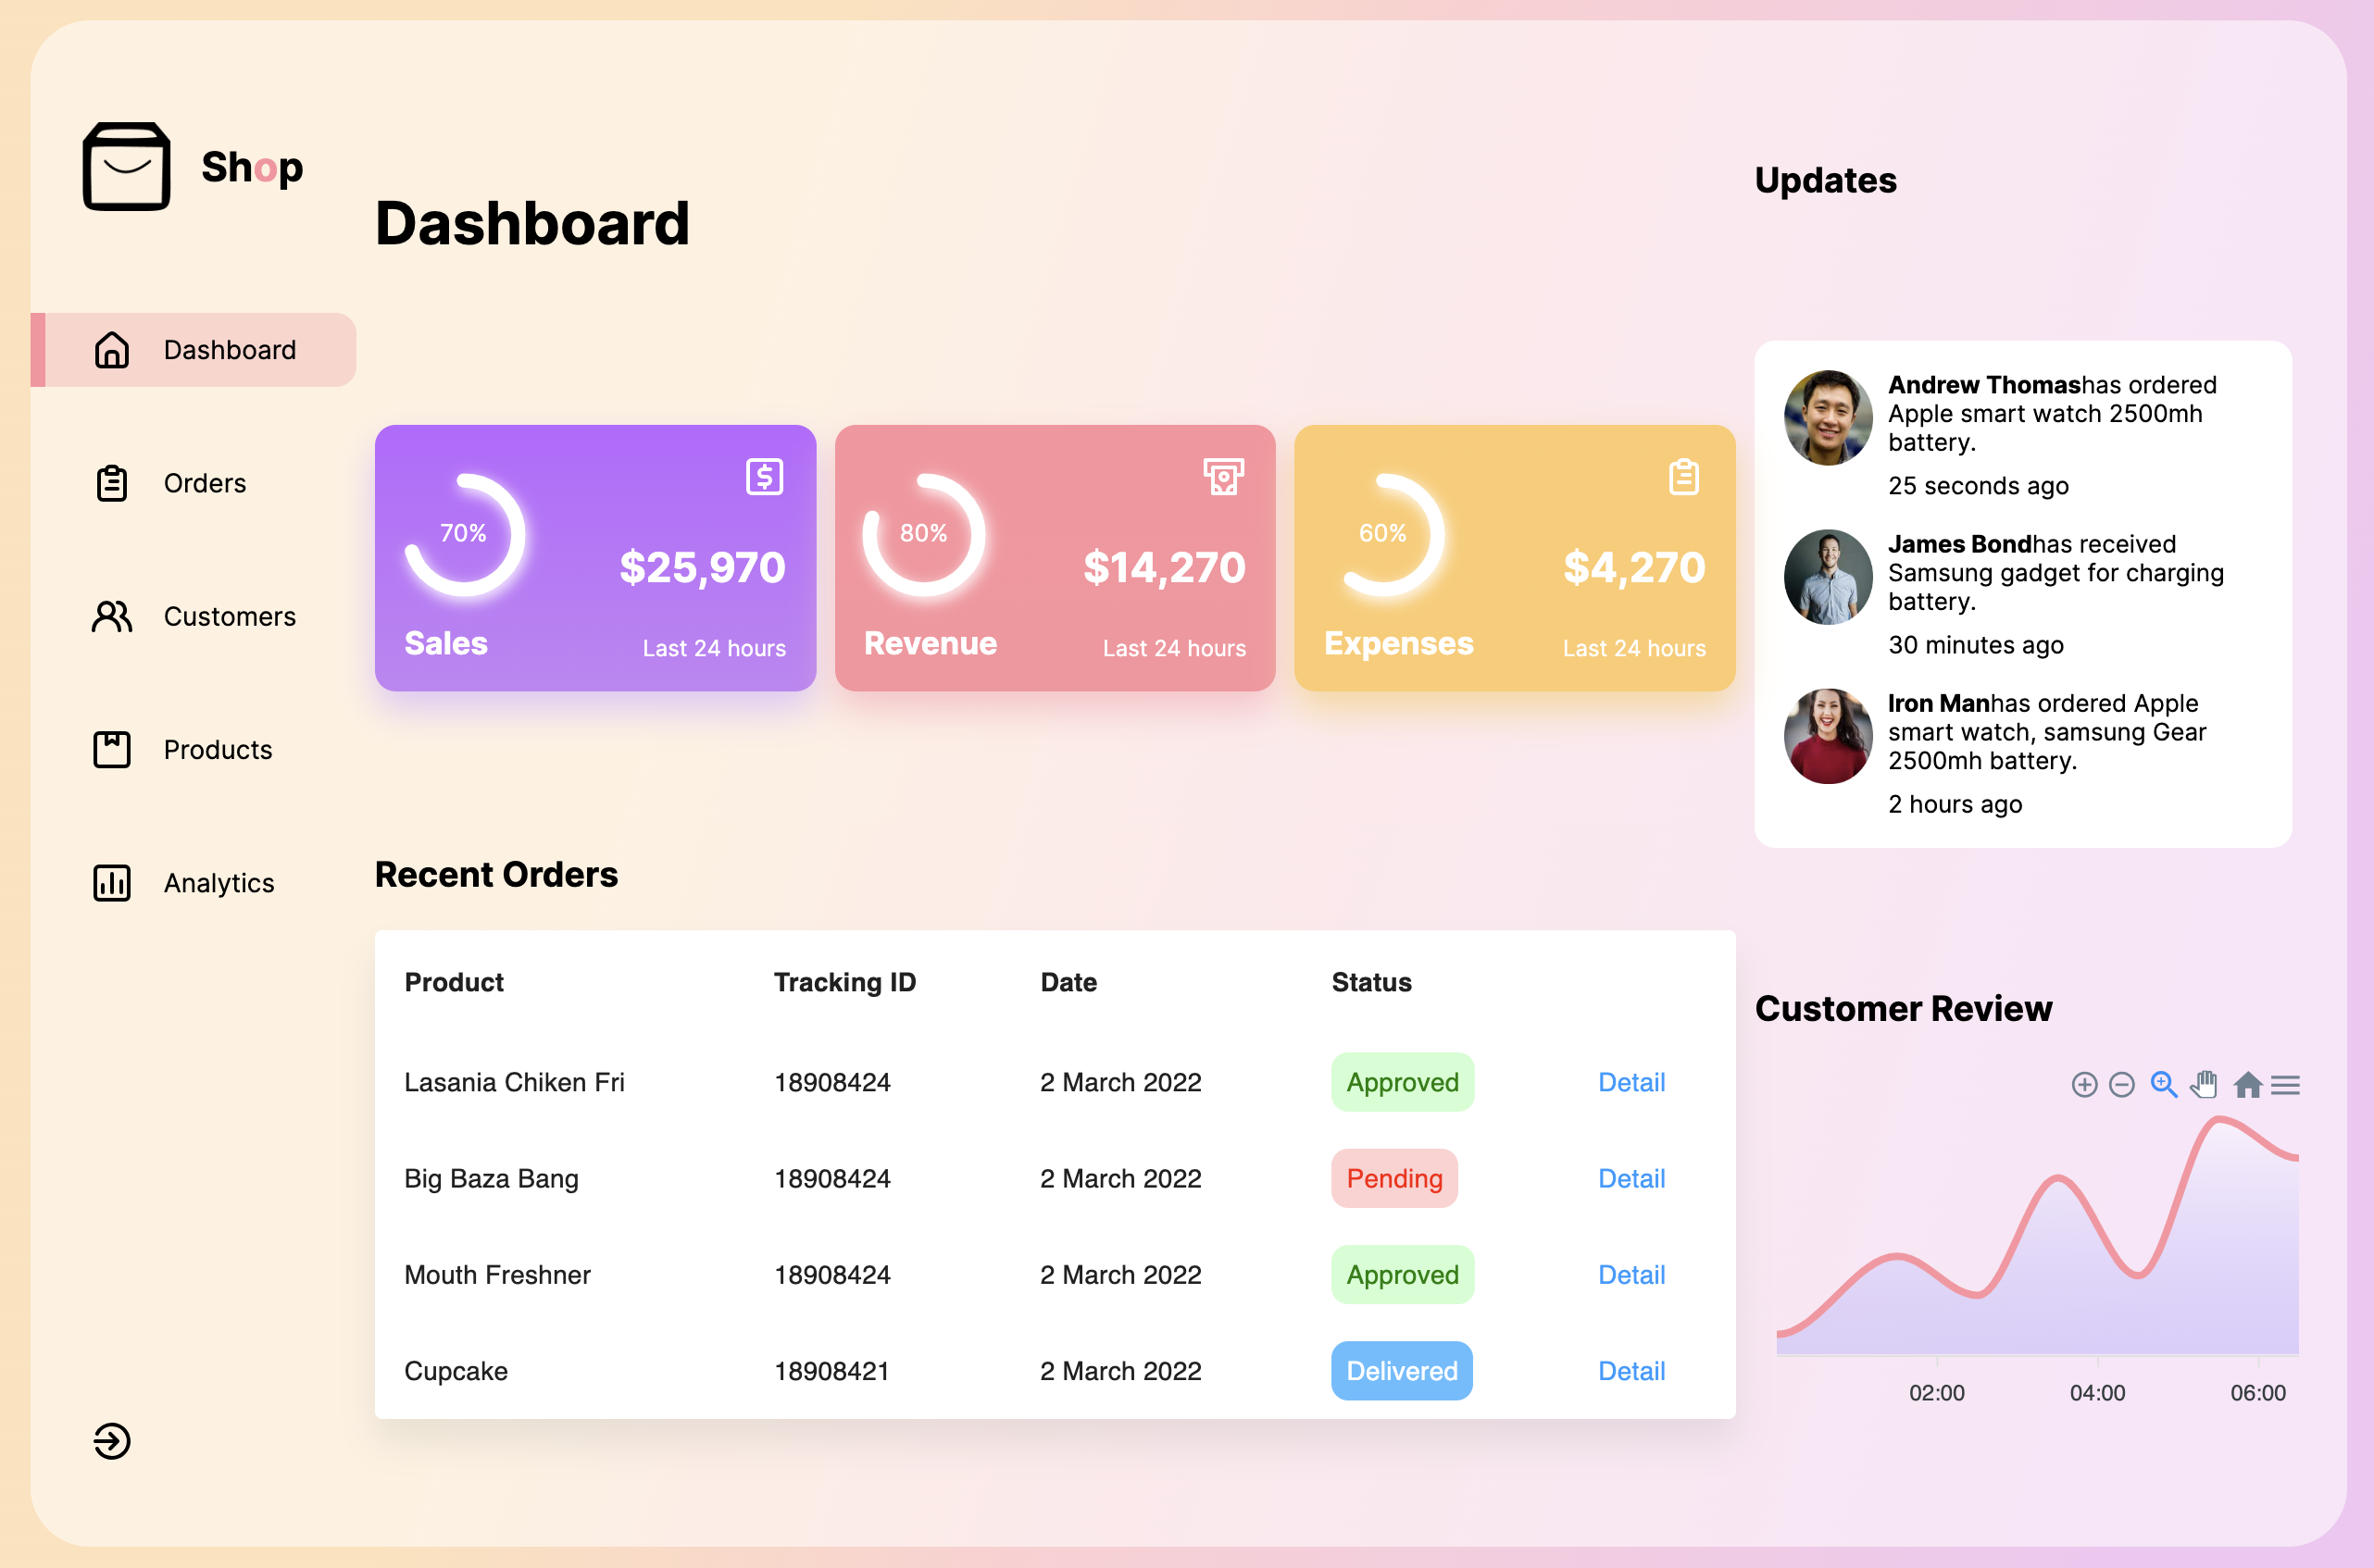 Shop
Dashboard
Orders
Customers
Products
Analytics
Dashboard
70%
Sales
$25,970
Last 24 hours
80%
Revenue
$14,270
Last 24 hours
60%
Expenses
$4,270
Last 24 hours
Recent Orders
Product Tracking ID Date Status
Lasania Chiken Fri 18908424 2 March 2022 Approved Detail
Big Baza Bang 18908424 2 March 2022 Pending Detail
Mouth Freshner 18908424 2 March 2022 Approved Detail
Cupcake 18908421 2 March 2022 Delivered Detail
Updates
Andrew Thomashas ordered
Apple smart watch 2500mh
battery.
25 seconds ago
James Bondhas received
Samsung gadget for charging
battery.
30 minutes ago
Iron Manhas ordered Apple
smart watch, samsung Gear
2500mh battery.
2 hours ago
Customer Review
02:00 04:00 06:00